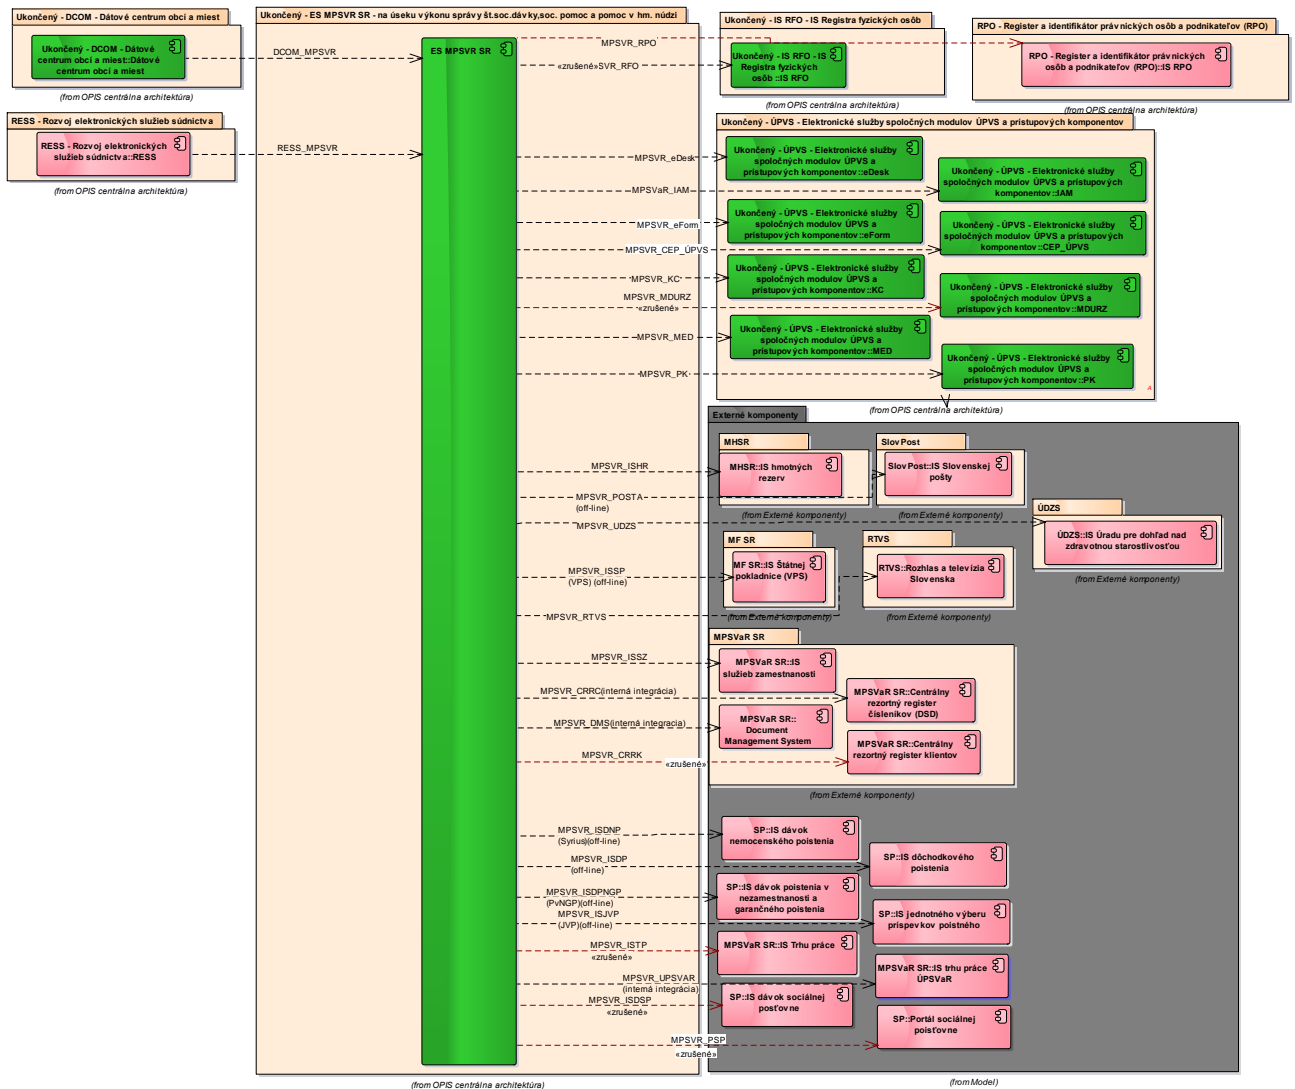 Ukončený - DCOM - Dátové centrum obcí a miest
Ukončený - DCOM - Dátové
centrum obcí a miest::Dátové
centrum obcí a miest
(from OPIS centrálna architektúra)
RESS - Rozvoj elektronických služieb súdnictva
RESS - Rozvoj elektronických
služieb súdnictva::RESS
(from OPIS centrálna architektúra)
DCOM_MPSVR
RESS_MPSVR
Ukončený - ES MPSVR SR - na úseku výkonu správy št.soc.dávky,soc. pomoc a pomoc v hm. núdzi
ES MPSVR SR
(from OPIS centrálna architektúra)
MPSVR_RPO
«zrušené»SVR_RFO
Ukončený - IS RFO - IS Registra fyzických osôb
Ukončený - IS RFO - IS
Registra fyzických
osôb ::IS RFO
(from OPIS centrálna architektúra)
RPO - Register a identifikátor právnických osôb a podnikateľov (RPO)
RPO - Register a identifikátor právnických
osôb a podnikateľov (RPO)::IS RPO
(from OPIS centrálna architektúra)
Ukončený - ÚPVS - Elektronické služby spoločných modulov ÚPVS a prístupových komponentov
MPSVR_eDesk
Ukončený - ÚPVS - Elektronické služby
spoločných modulov ÚPVS a
prístupových komponentov::eDesk
MPSVaR_IAM
Ukončený - ÚPVS - Elektronické služby
spoločných modulov ÚPVS a prístupových
komponentov::IAM
MPSVR_eForm
Ukončený - ÚPVS - Elektronické služby
spoločných modulov ÚPVS a
prístupových komponentov::eForm
MPSVR_CEP_ÚPVS
Ukončený - ÚPVS - Elektronické služby
spoločných modulov ÚPVS a prístupových
komponentov::CEP_ÚPVS
MPSVR_KC
Ukončený - ÚPVS - Elektronické služby
spoločných modulov ÚPVS a
prístupových komponentov::KC
MPSVR_MDURZ
«zrušené»
Ukončený - ÚPVS - Elektronické služby
spoločných modulov ÚPVS a
prístupových komponentov::MDURZ
MPSVR_MED
Ukončený - ÚPVS - Elektronické služby
spoločných modulov ÚPVS a
prístupových komponentov::MED
MPSVR_PK
Ukončený - ÚPVS - Elektronické služby
spoločných modulov ÚPVS a
prístupových komponentov::PK
A
(from OPIS centrálna architektúra)
Externé komponenty
MHSR
MPSVR_ISHR
MHSR::IS hmotných
rezerv
(from Externé komponenty)
SlovPost
MPSVR_POSTA
(off-line)
SlovPost::IS Slovenskej
pošty
(from Externé komponenty)
MPSVR_UDZS
ÚDZS
ÚDZS::IS Úradu pre dohľad nad
zdravotnou starostlivosťou
(from Externé komponenty)
MF SR
MPSVR_ISSP
(VPS) (off-line)
MF SR::IS Štátnej
pokladnice (VPS)
(from Externé komponenty)
RTVS
MPSVR_RTVS
RTVS::Rozhlas a televízia
Slovenska
(from Externé komponenty)
MPSVaR SR
MPSVR_ISSZ
MPSVaR SR::IS
služieb zamestnanosti
MPSVR_CRRC(interná integrácia)
MPSVaR SR::Centrálny
rezortný register
číselníkov (DSD)
MPSVR_DMS(interná integracia)
MPSVaR SR::
Document
Management System
MPSVR_CRRK
«zrušené»
MPSVaR SR::Centrálny
rezortný register klientov
(from Externé komponenty)
MPSVR_ISDNP
(Syrius)(off-line)
SP::IS dávok
nemocenského poistenia
MPSVR_ISDP
(off-line)
SP::IS dôchodkového
poistenia
MPSVR_ISDPNGP
(PvNGP)(off-line)
SP::IS dávok poistenia v
nezamestnanosti a
garančného poistenia
MPSVR_ISJVP
(JVP)(off-line)
SP::IS jednotného výberu
príspevkov poistného
MPSVR_ISTP
«zrušené»
MPSVaR SR::IS Trhu práce
MPSVR_UPSVAR
(interná integrácia)
MPSVaR SR::IS trhu práce
ÚPSVaR
MPSVR_ISDSP
«zrušené»
SP::IS dávok sociálnej
posťovne
MPSVR_PSP
«zrušené»
SP::Portál sociálnej
poisťovne
(from Model)